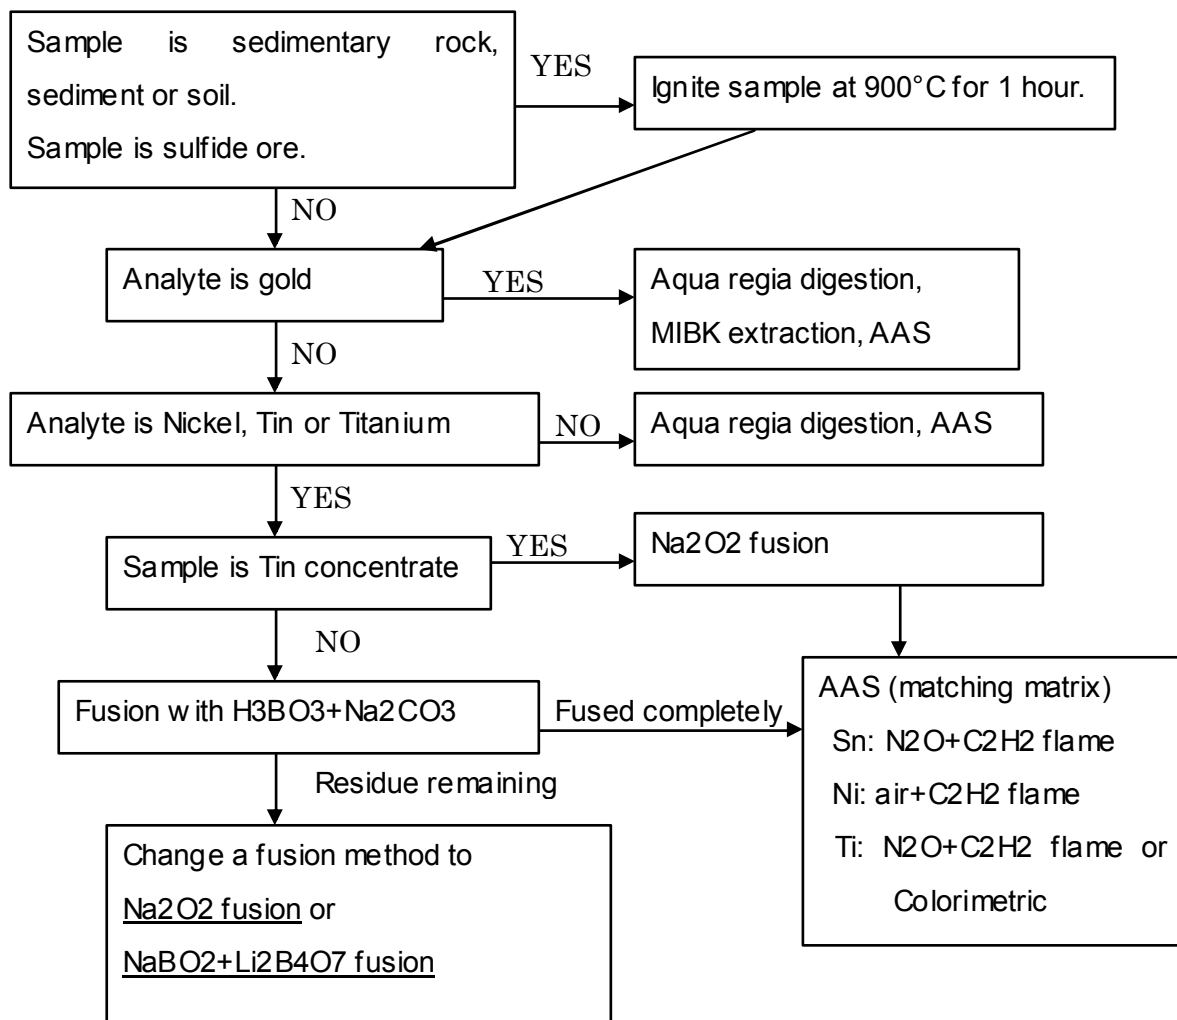 Sample is sedimentary rock,
sediment or soil.
Sample is sulfide ore.
YES
Ignite sample at 900°C for 1 hour.
NO
Analyte is gold
YES
Aqua regia digestion,
MIBK extraction, AAS
NO
Analyte is Nickel, Tin or Titanium
NO
Aqua regia digestion, AAS
YES
Sample is Tin concentrate
YES
Na2O2 fusion
NO
Fusion with H3BO3+Na2CO3
Fused completely
AAS (matching matrix)
Sn: N2O+C2H2 flame
Ni: air+C2H2 flame
Ti: N2O+C2H2 flame or
Colorimetric
Residue remaining
Change a fusion method to
Na2O2 fusion or
NaBO2+Li2B4O7 fusion